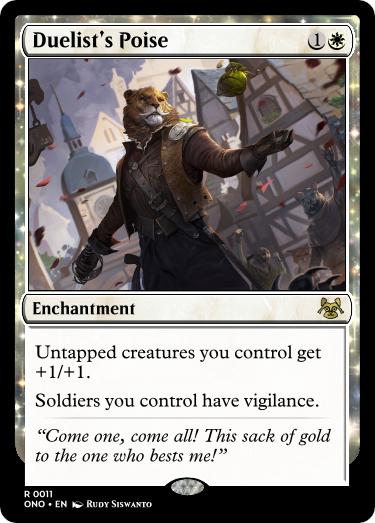 Duelist's Poise
1
Enchantment
Untapped creatures you control get
+1/+1.
Soldiers you control have vigilance.
“Come one, come all! This sack of gold
to the one who bests me!”
R 0011
ONO • EN Rudy Siswanto